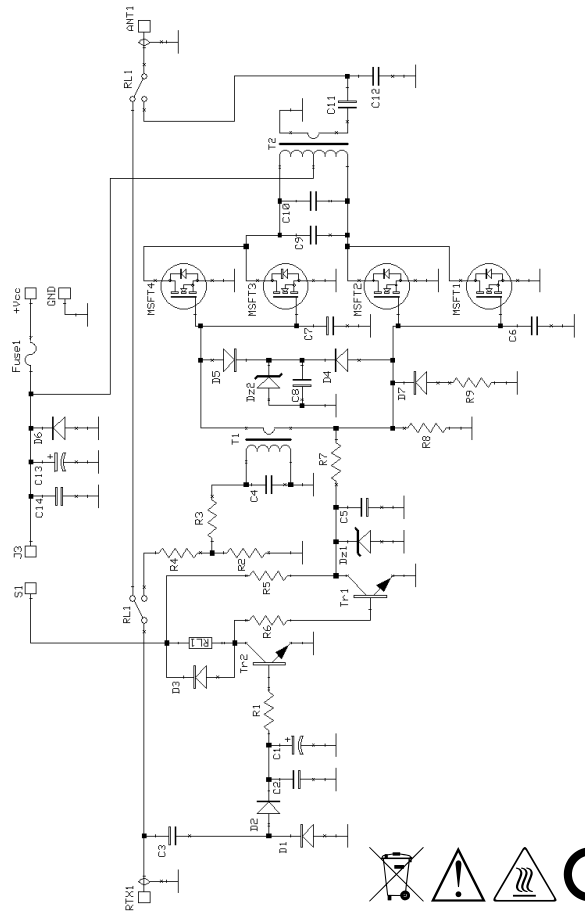 ANT1
RL1
C12
C11
T2
C10
C9
MSFT4
MSFT3
MSFT2
MSFT1
C7
C6
+Vcc
GND
Fuse1
D5
Dz2
C8
D4
D7
R9
R8
D6
+
C13
C14
J3
T1
C4
R7
R3
R4
R2
C5
Dz1
S1
RL1
R5
R6
Tr1
RL1
D3
Tr2
R1
C1
+
C2
D2
D1
C3
RTX1